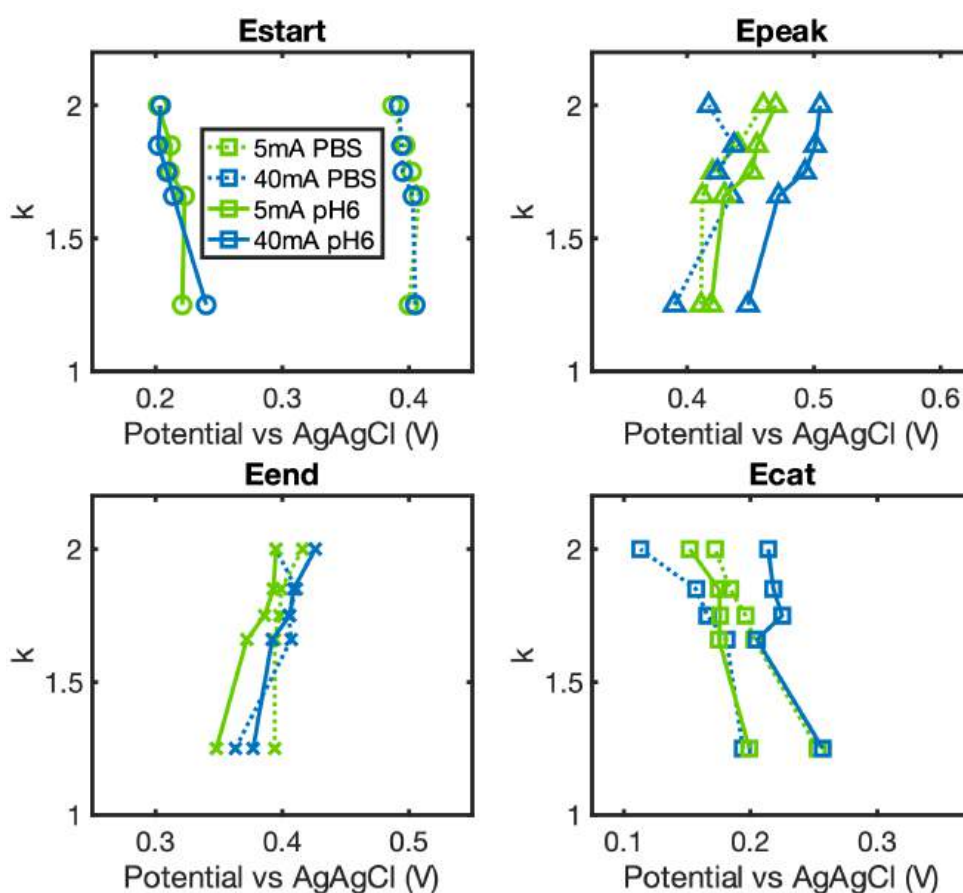 Estart
2
1.5
1
k
5mA PBS
40mA PBS
5mA pH6
40mA pH6
0.2 0.3 0.4
Potential vs AgAgCl (V)
Epeak
2
1.5
1
k
0.4 0.5 0.6
Potential vs AgAgCl (V)
Eend
2
1.5
1
k
0.3 0.4 0.5
Potential vs AgAgCl (V)
Ecat
2
1.5
1
k
0.1 0.2 0.3
Potential vs AgAgCl (V)